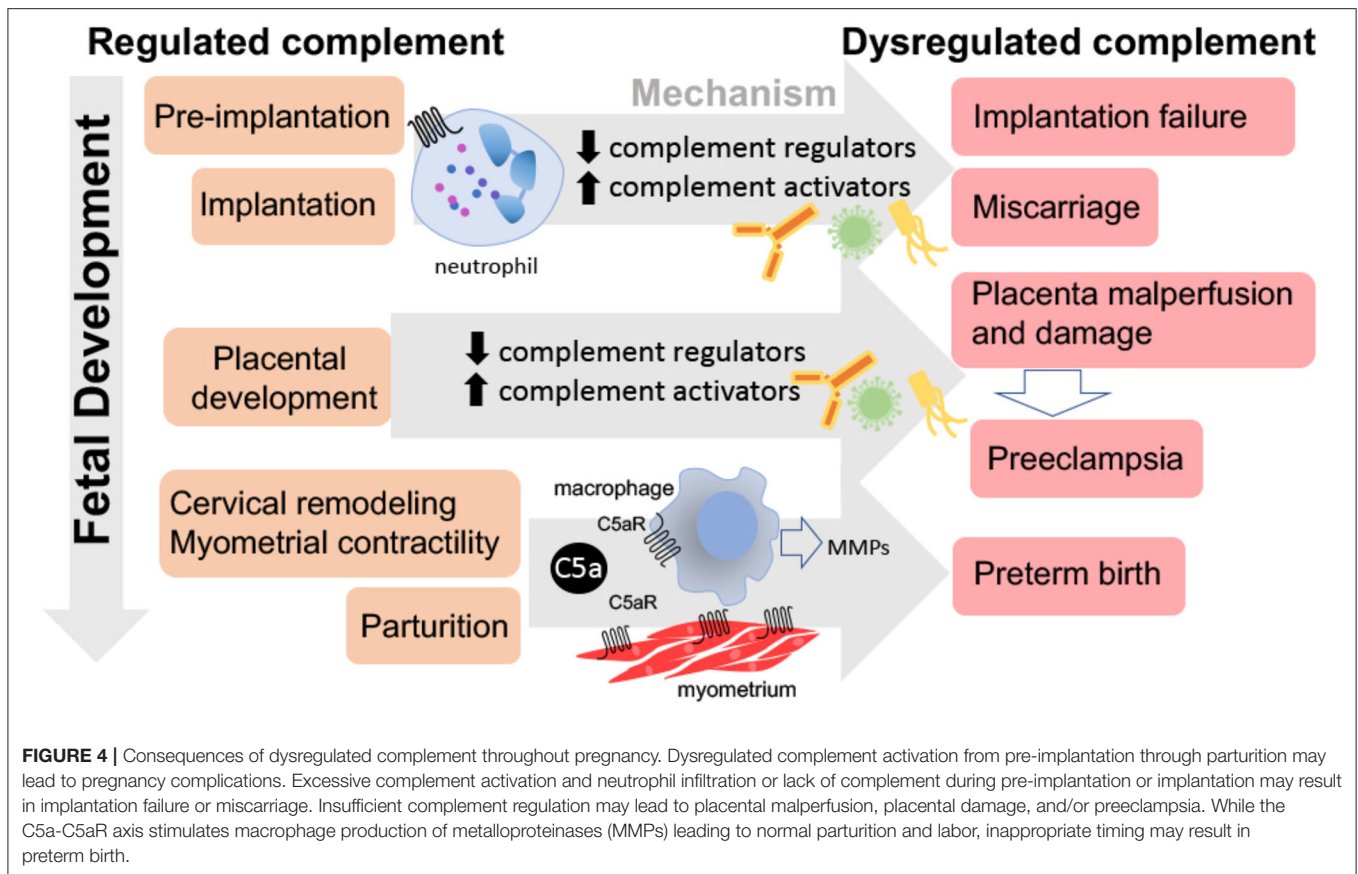 Regulated complement
Dysregulated complement
Fetal Development
Mechanism
Pre-implantation
Implantation
neutrophil
complement regulators
complement activators
Implantation failure
Miscarriage
Placental
development
complement regulators
complement activators
Placenta malperfusion
and damage
Preeclampsia
Cervical remodeling
Myometrial contractility
Parturition
macrophage
C5aR
C5a
C5aR
MMPs
myometrium
Preterm birth
FIGURE 4 | Consequences of dysregulated complement throughout pregnancy. Dysregulated complement activation from pre-implantation through parturition may
lead to pregnancy complications. Excessive complement activation and neutrophil infiltration or lack of complement during pre-implantation or implantation may result
in implantation failure or miscarriage. Insufficient complement regulation may lead to placental malperfusion, placental damage, and/or preeclampsia. While the
C5a-C5aR axis stimulates macrophage production of metalloproteinases (MMPs) leading to normal parturition and labor, inappropriate timing may result in
preterm birth.